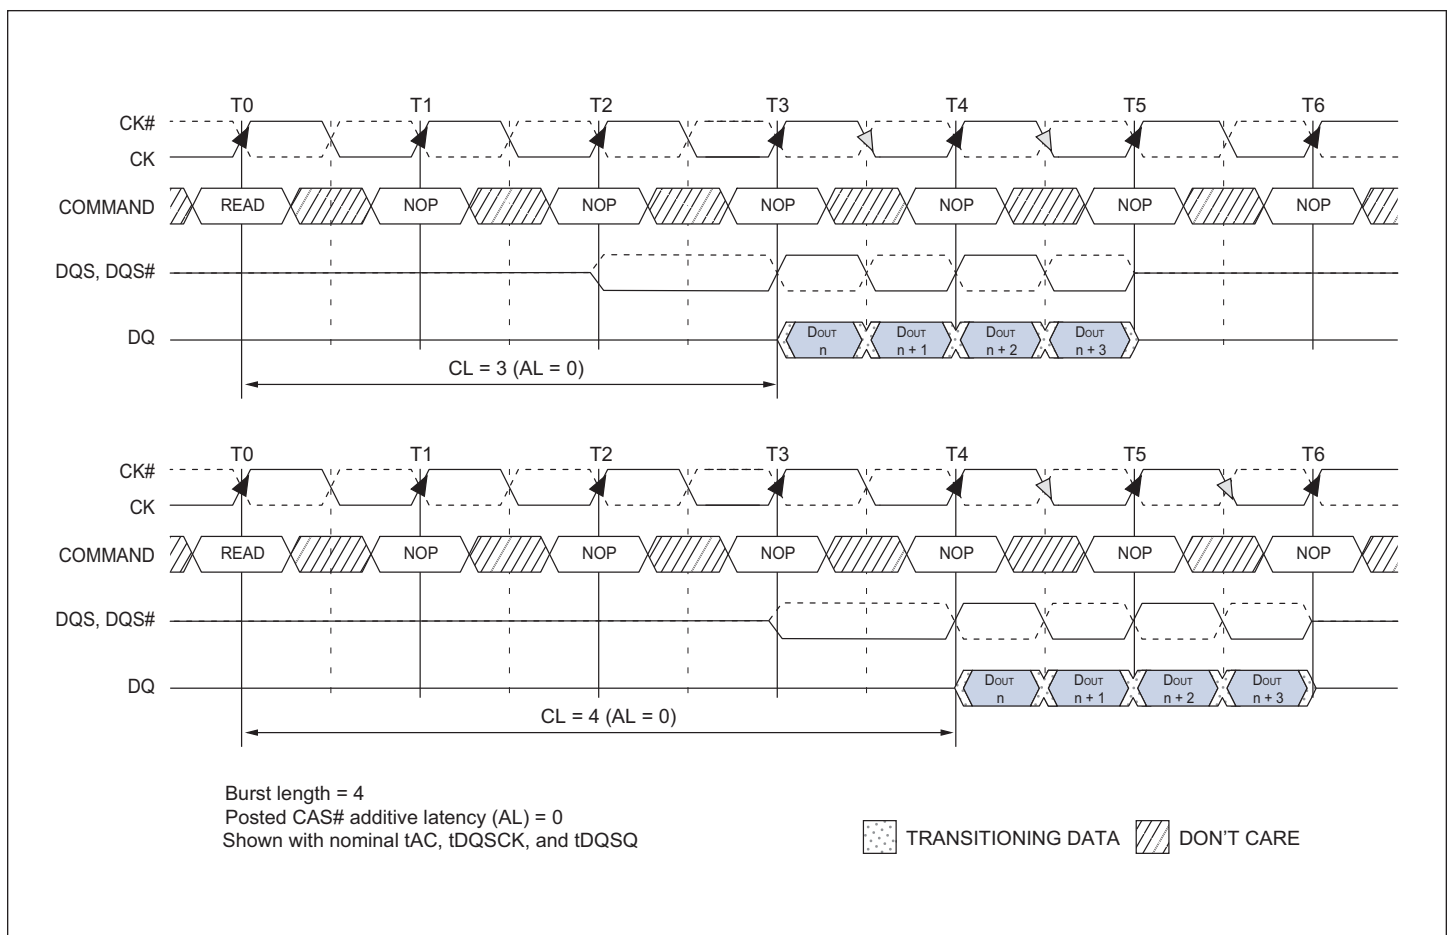 T0 T1 T2 T3 T4 T5 T6
CK#
CK
COMMAND READ NOP NOP NOP NOP NOP NOP
DQS, DQS#
DQ DOUT n DOUT n + 1 DOUT n + 2 DOUT n + 3
CL = 3 (AL = 0)
T0 T1 T2 T3 T4 T5 T6
CK#
CK
COMMAND READ NOP NOP NOP NOP NOP NOP
DQS, DQS#
DQ DOUT n DOUT n + 1 DOUT n + 2 DOUT n + 3
CL = 4 (AL = 0)
Burst length = 4
Posted CAS# additive latency (AL) = 0
Shown with nominal tAC, tDQSCK, and tDQSQ
TRANSITIONING DATA DON'T CARE